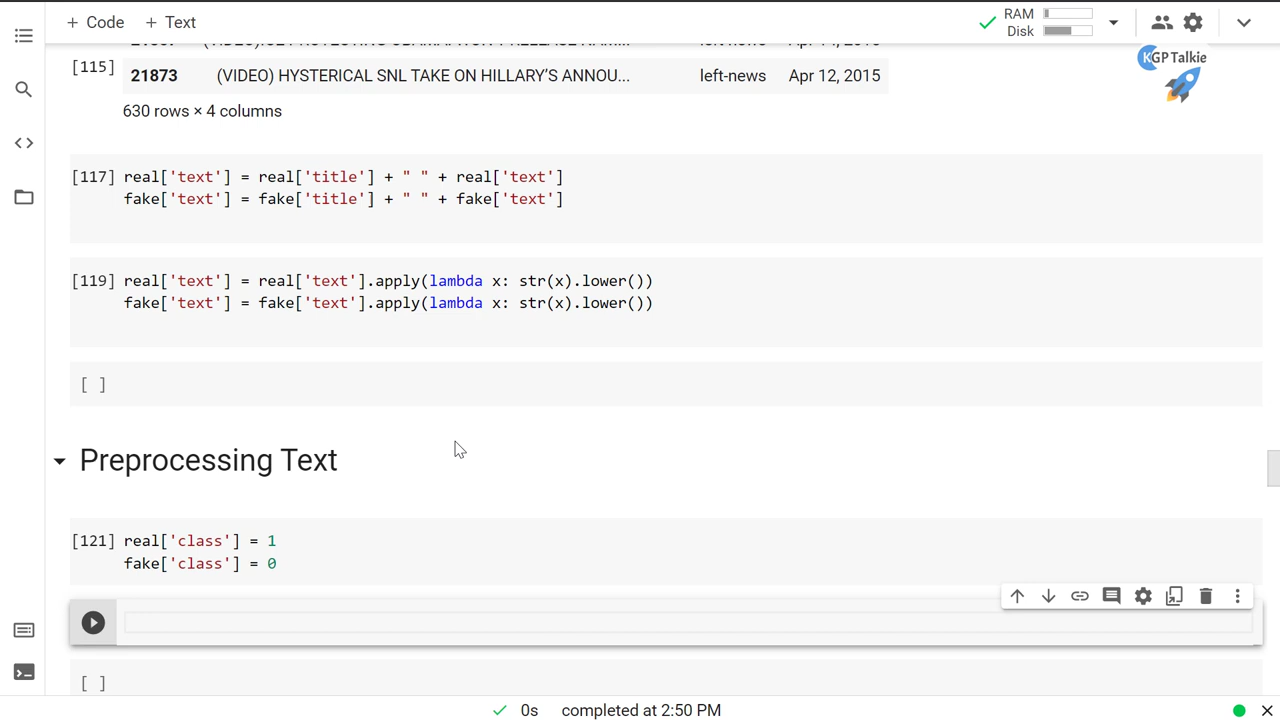 + Code + Text
RAM
Disk
KGP Talkie
[115]
21873 (VIDEO) HYSTERICAL SNL TAKE ON HILLARY'S ANNOU... left-news Apr 12, 2015
630 rows × 4 columns
[117] real['text'] = real['title'] + " " + real['text']
fake['text'] = fake['title'] + " " + fake['text']
[119] real['text'] = real['text'].apply(lambda x: str(x).lower())
fake['text'] = fake['text'].apply(lambda x: str(x).lower())
[ ]
Preprocessing Text
[121] real['class'] = 1
fake['class'] = 0
[ ]
0s completed at 2:50 PM